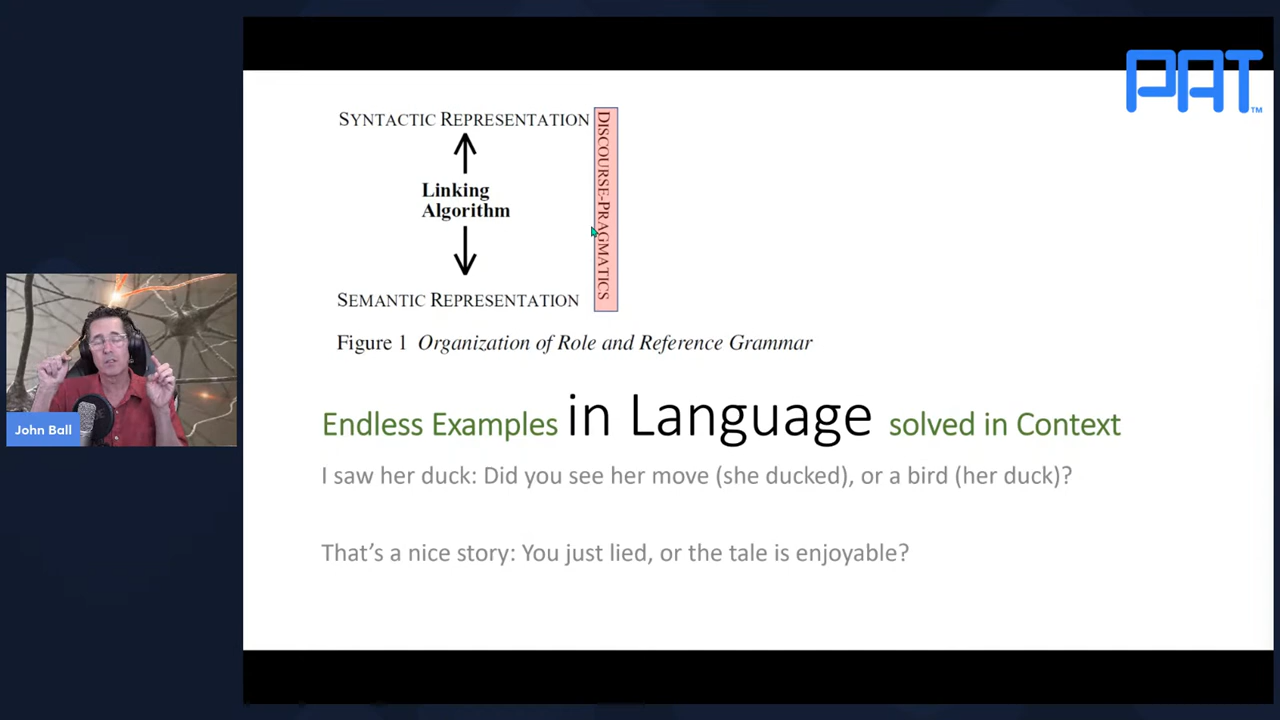 PAT™
SYNTACTIC REPRESENTATION
DISCOURSE-PRAGMATICS
Linking
Algorithm
SEMANTIC REPRESENTATION
Figure 1 Organization of Role and Reference Grammar
Endless Examples in Language solved in Context
I saw her duck: Did you see her move (she ducked), or a bird (her duck)?
That's a nice story: You just lied, or the tale is enjoyable?
John Ball